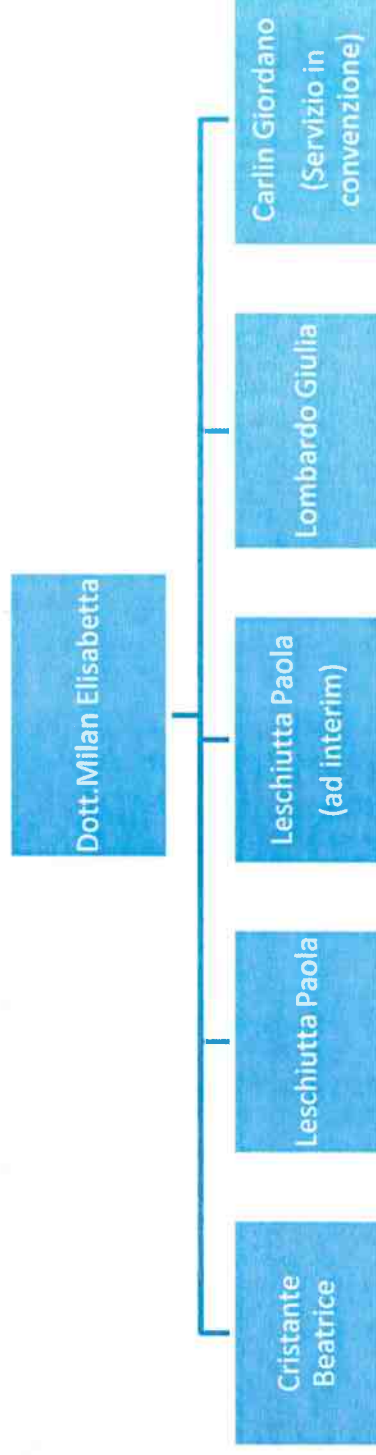 Dott.Milan Elisabetta
Cristante
Beatrice
Leschiutta Paola
Leschiutta Paola
(ad interim)
Lombardo Giulia
Carlin Giordano
(Servizio in
convenzione)